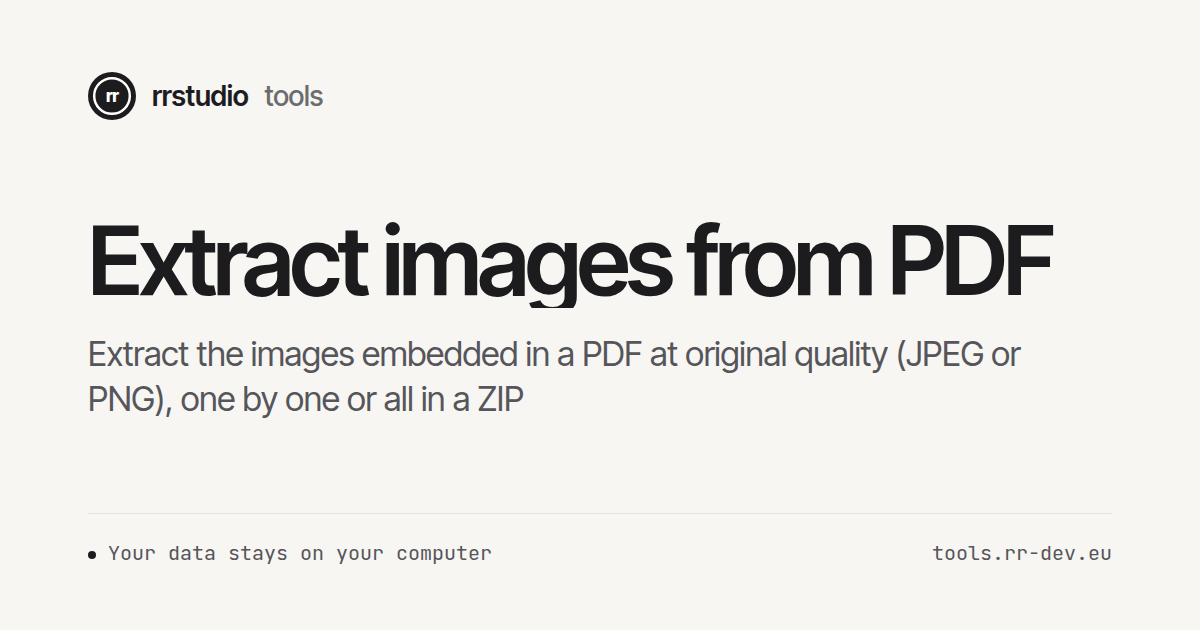 rr rrstudio tools
Extract images from PDF
Extract the images embedded in a PDF at original quality (JPEG or
PNG), one by one or all in a ZIP
Your data stays on your computer
tools.rr-dev.eu